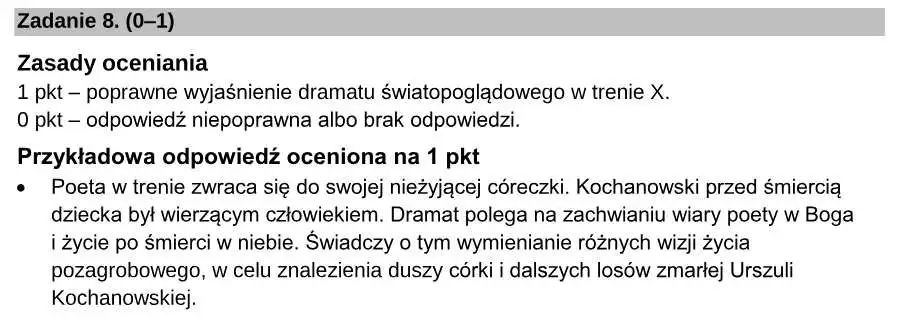 Zadanie 8. (0–1)
Zasady oceniania
1 pkt – poprawne wyjaśnienie dramatu światopoglądowego w trenie X.
0 pkt – odpowiedź niepoprawna albo brak odpowiedzi.
Przykładowa odpowiedź oceniona na 1 pkt
• Poeta w trenie zwraca się do swojej nieżyjącej córeczki. Kochanowski przed śmiercią
dziecka był wierzącym człowiekiem. Dramat polega na zachwianiu wiary poety w Boga
i życie po śmierci w niebie. Świadczy o tym wymienianie różnych wizji życia
pozagrobowego, w celu znalezienia duszy córki i dalszych losów zmarłej Urszuli
Kochanowskiej.